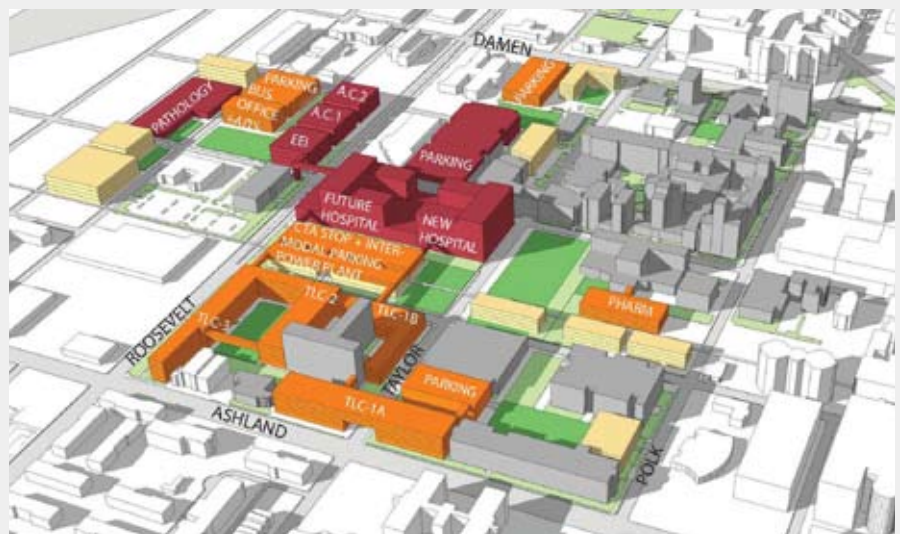 DAMEN
PARKING
PARKING
BUS.
OFFICE
PATHOLOGY
A.C.2
A.C.1
EEI
PARKING
FUTURE
HOSPITAL
NEW
HOSPITAL
CTA STOP + INTER-
MODAL PARKING
POWER PLANT
TLC-2
TLC-3
TLC-1B
PHARM
ROOSEVELT
TAYLOR
PARKING
TLC-1A
ASHLAND
POLK